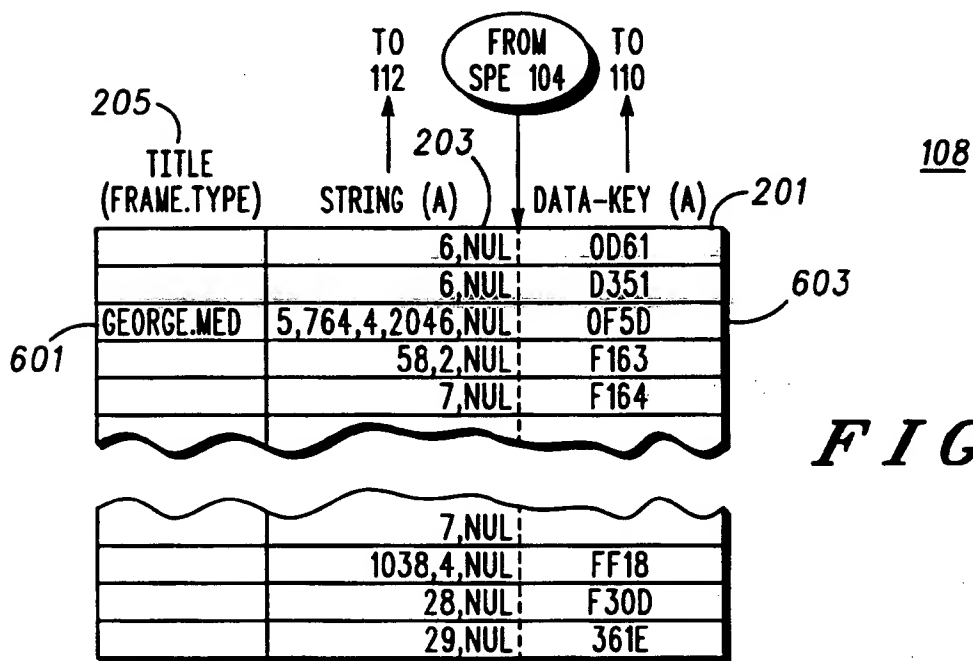 TO 112
FROM SPE 104
TO 110
108
205
203
201
TITLE (FRAME.TYPE)
STRING (A)
DATA-KEY (A)
6,NUL 0D61
6,NUL D351
603
601
GEORGE.MED 5,764,4,2046,NUL 0F5D
58,2,NUL F163
7,NUL F164
FIG
7,NUL
1038,4,NUL FF18
28,NUL F30D
29,NUL 361E